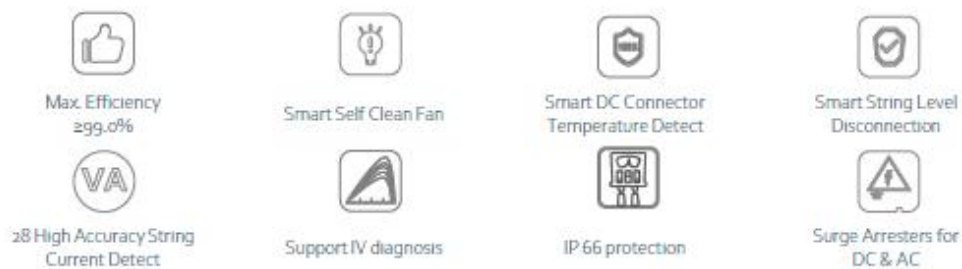 Max. Efficiency
≥99.0%
Smart Self Clean Fan
Smart DC Connector
Temperature Detect
Smart String Level
Disconnection
VA
28 High Accuracy String
Current Detect
Support IV diagnosis
IP 66 protection
Surge Arresters for
DC & AC